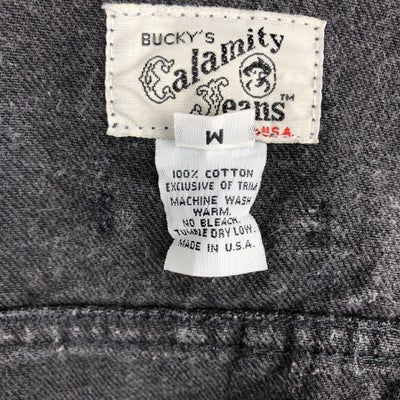 BUCKY'S
Calamity
Jeans™
U.S.A.
M
100% COTTON
EXCLUSIVE OF TRIM
MACHINE WASH
WARM.
NO BLEACH.
TUMBLE DRY LOW.
MADE IN U.S.A.